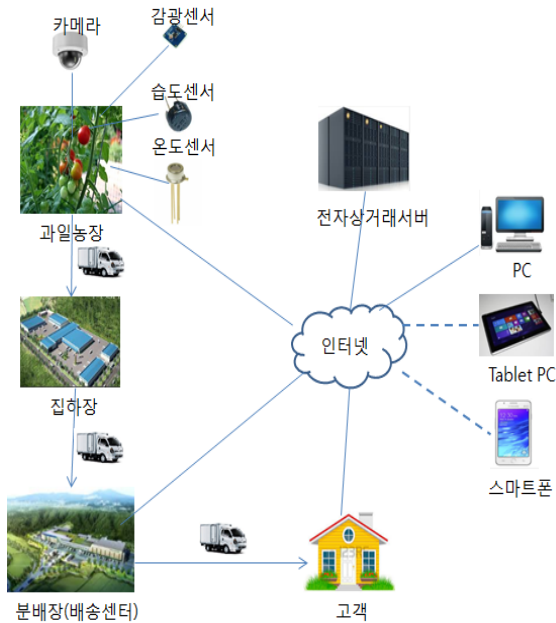 카메라
감광센서
습도센서
온도센서
과일농장
전자상거래서버
PC
인터넷
Tablet PC
집하장
스마트폰
분배장(배송센터)
고객